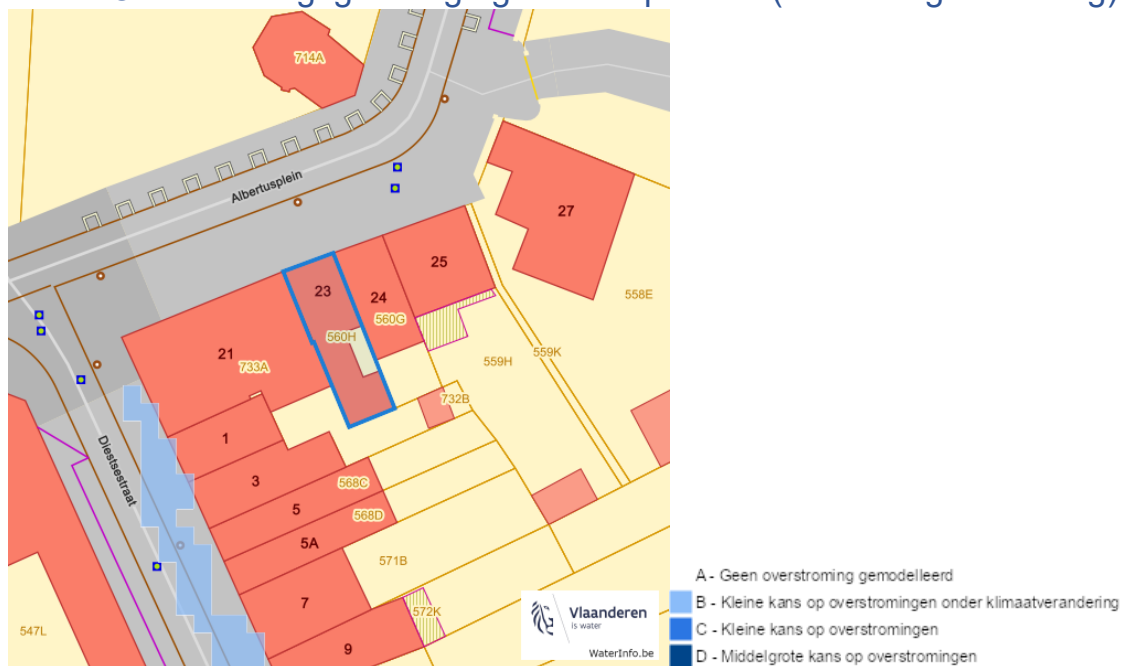 714A
Albertusplein
27
25
23
24
558E
560G
560H
21
733A
559H
559K
732B
1
Diestsestraat
3
568C
5
568D
5A
571B
7
572K
547L
9
Vlaanderen
is water
WaterInfo.be
A - Geen overstroming gemodelleerd
B - Kleine kans op overstromingen onder klimaatverandering
C - Kleine kans op overstromingen
D - Middelgrote kans op overstromingen